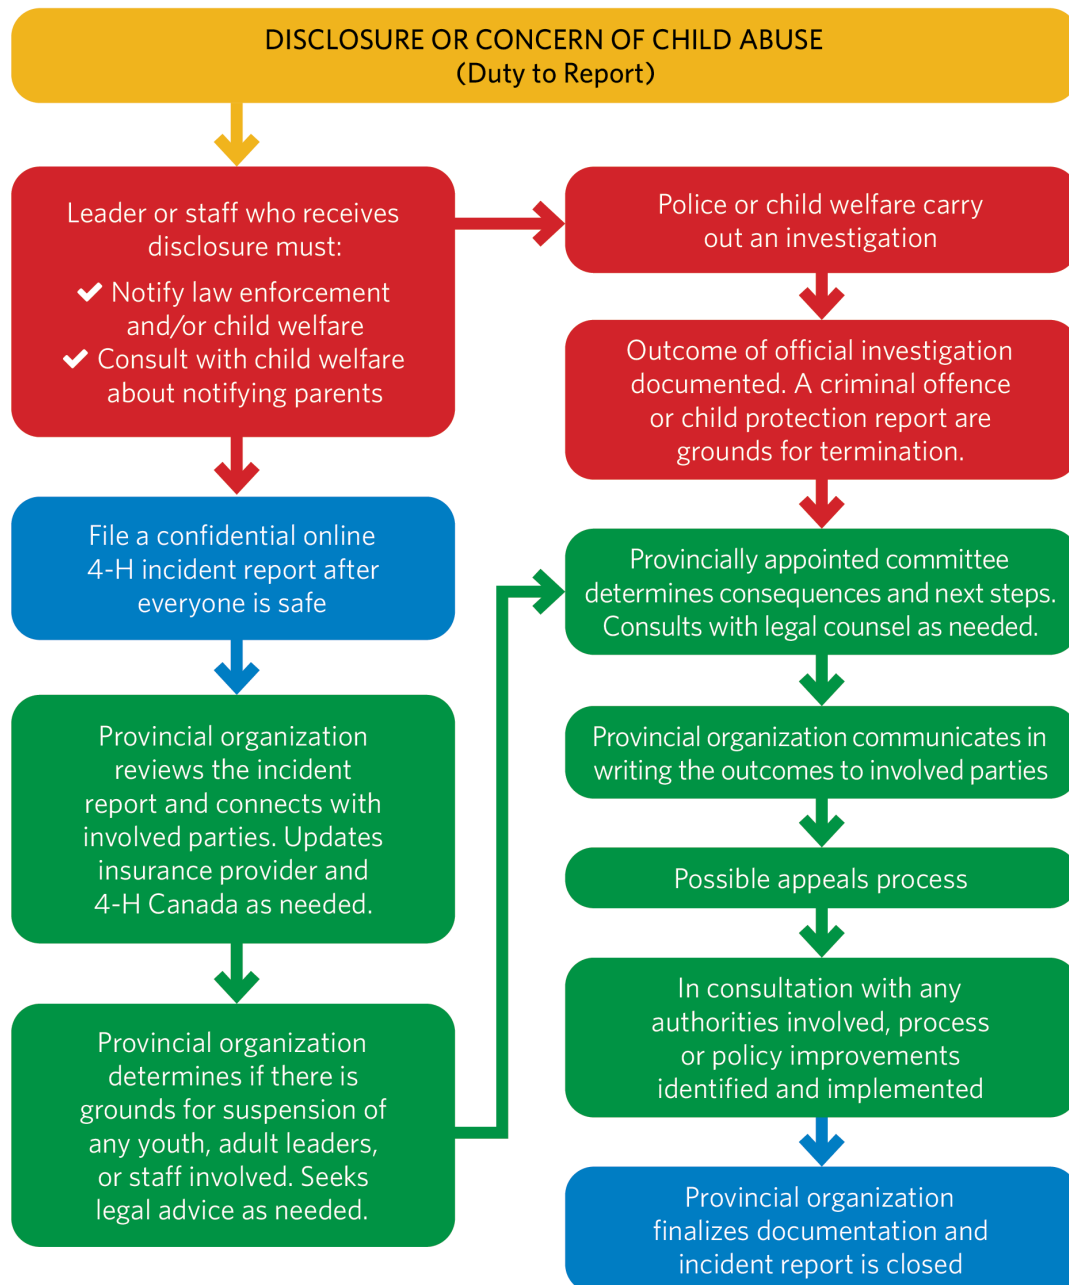 DISCLOSURE OR CONCERN OF CHILD ABUSE
(Duty to Report)
Leader or staff who receives
disclosure must:
✔ Notify law enforcement
and/or child welfare
✔ Consult with child welfare
about notifying parents
File a confidential online
4-H incident report after
everyone is safe
Provincial organization
reviews the incident
report and connects with
involved parties. Updates
insurance provider and
4-H Canada as needed.
Provincial organization
determines if there is
grounds for suspension of
any youth, adult leaders,
or staff involved. Seeks
legal advice as needed.
Police or child welfare carry
out an investigation
Outcome of official investigation
documented. A criminal offence
or child protection report are
grounds for termination.
Provincially appointed committee
determines consequences and next steps.
Consults with legal counsel as needed.
Provincial organization communicates in
writing the outcomes to involved parties
Possible appeals process
In consultation with any
authorities involved, process
or policy improvements
identified and implemented
Provincial organization
finalizes documentation and
incident report is closed